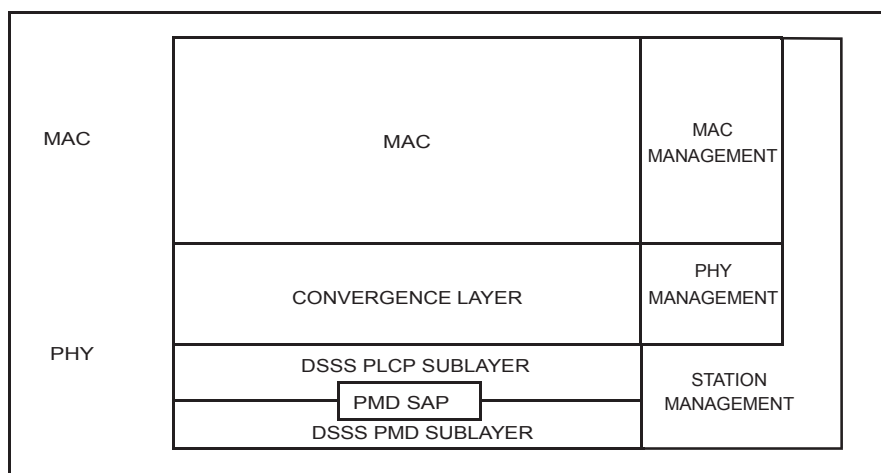 MAC
MAC
MAC
MANAGEMENT
CONVERGENCE LAYER
PHY
MANAGEMENT
PHY
DSSS PLCP SUBLAYER
PMD SAP
DSSS PMD SUBLAYER
STATION
MANAGEMENT